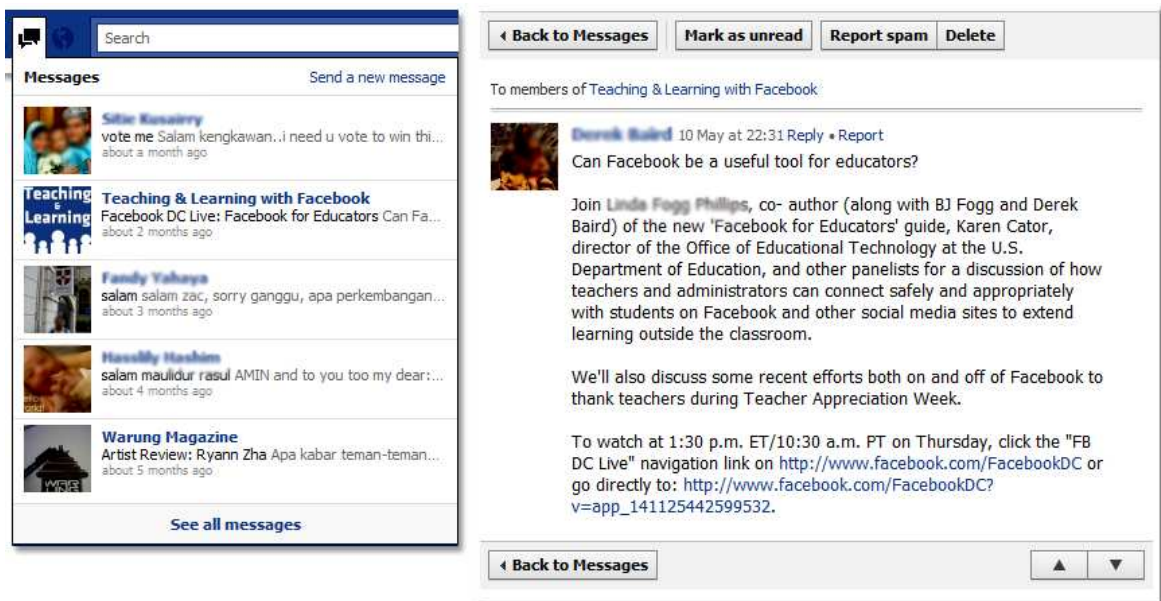 Search
Messages
Send a new message
vote me Salam kengkawan..i need u vote to win thi...
about a month ago
Teaching
&
Learning
Teaching & Learning with Facebook
Facebook DC Live: Facebook for Educators Can Fa...
about 2 months ago
salam salam zac, sorry ganggu, apa perkembangan...
about 3 months ago
salam maulidur rasul AMIN and to you too my dear:...
about 4 months ago
Warung Magazine
Artist Review: Ryann Zha Apa kabar teman-teman...
about 5 months ago
See all messages
Back to Messages
Mark as unread
Report spam
Delete
To members of Teaching & Learning with Facebook
10 May at 22:31 Reply • Report
Can Facebook be a useful tool for educators?
Join , co- author (along with BJ Fogg and Derek
Baird) of the new 'Facebook for Educators' guide, Karen Cator,
director of the Office of Educational Technology at the U.S.
Department of Education, and other panelists for a discussion of how
teachers and administrators can connect safely and appropriately
with students on Facebook and other social media sites to extend
learning outside the classroom.
We'll also discuss some recent efforts both on and off of Facebook to
thank teachers during Teacher Appreciation Week.
To watch at 1:30 p.m. ET/10:30 a.m. PT on Thursday, click the "FB
DC Live" navigation link on http://www.facebook.com/FacebookDC or
go directly to: http://www.facebook.com/FacebookDC?
v=app_141125442599532.
Back to Messages